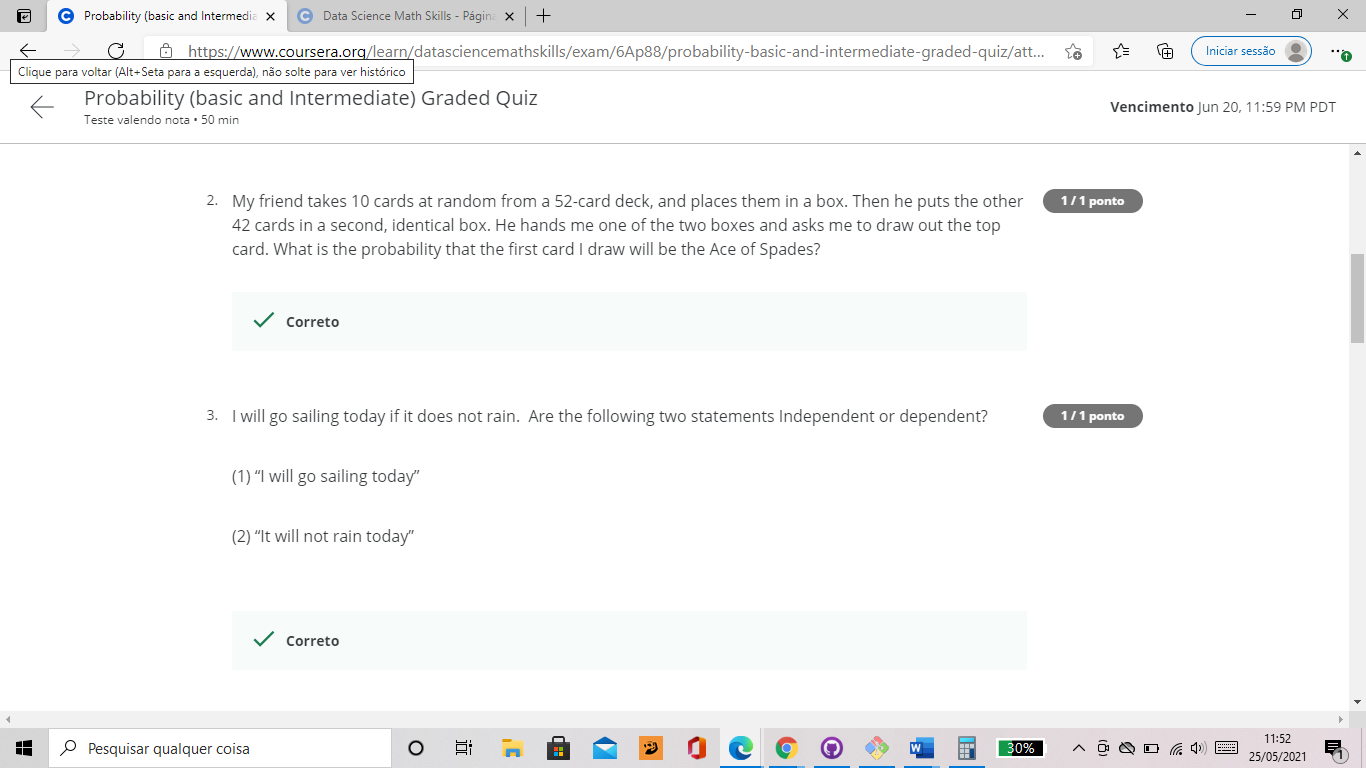 Probability (basic and Intermedia
Data Science Math Skills - Págin
https://www.coursera.org/learn/datasciencemathskills/exam/6Ap88/probability-basic-and-intermediate-graded-quiz/att...
Iniciar sessão
Clique para voltar (Alt+Seta para a esquerda), não solte para ver histórico
Probability (basic and Intermediate) Graded Quiz
Teste valendo nota • 50 min
Vencimento Jun 20, 11:59 PM PDT
2. My friend takes 10 cards at random from a 52-card deck, and places them in a box. Then he puts the other
42 cards in a second, identical box. He hands me one of the two boxes and asks me to draw out the top
card. What is the probability that the first card I draw will be the Ace of Spades?
1 / 1 ponto
Correto
3. I will go sailing today if it does not rain. Are the following two statements Independent or dependent?
1 / 1 ponto
(1) “I will go sailing today”
(2) “It will not rain today”
Correto
Pesquisar qualquer coisa
30%
11:52
25/05/2021
1